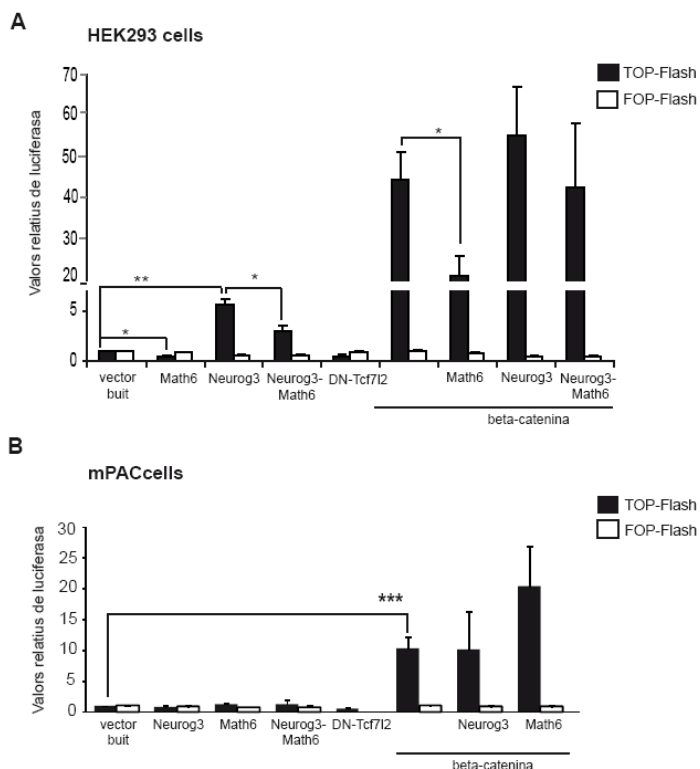 A
HEK293 cells
TOP-Flash
FOP-Flash
Valors relatius de luciferasa
70
60
50
40
30
20
5
0
*
**
*
*
vector
buit
Math6
Neurog3
Neurog3-
Math6
DN-Tcf7l2
Math6
Neurog3
Neurog3-
Math6
beta-catenina
B
mPACcells
TOP-Flash
FOP-Flash
Valors relatius de luciferasa
30
25
20
15
10
5
0
***
vector
buit
Neurog3
Math6
Neurog3-
Math6
DN-Tcf7l2
Neurog3
Math6
beta-catenina